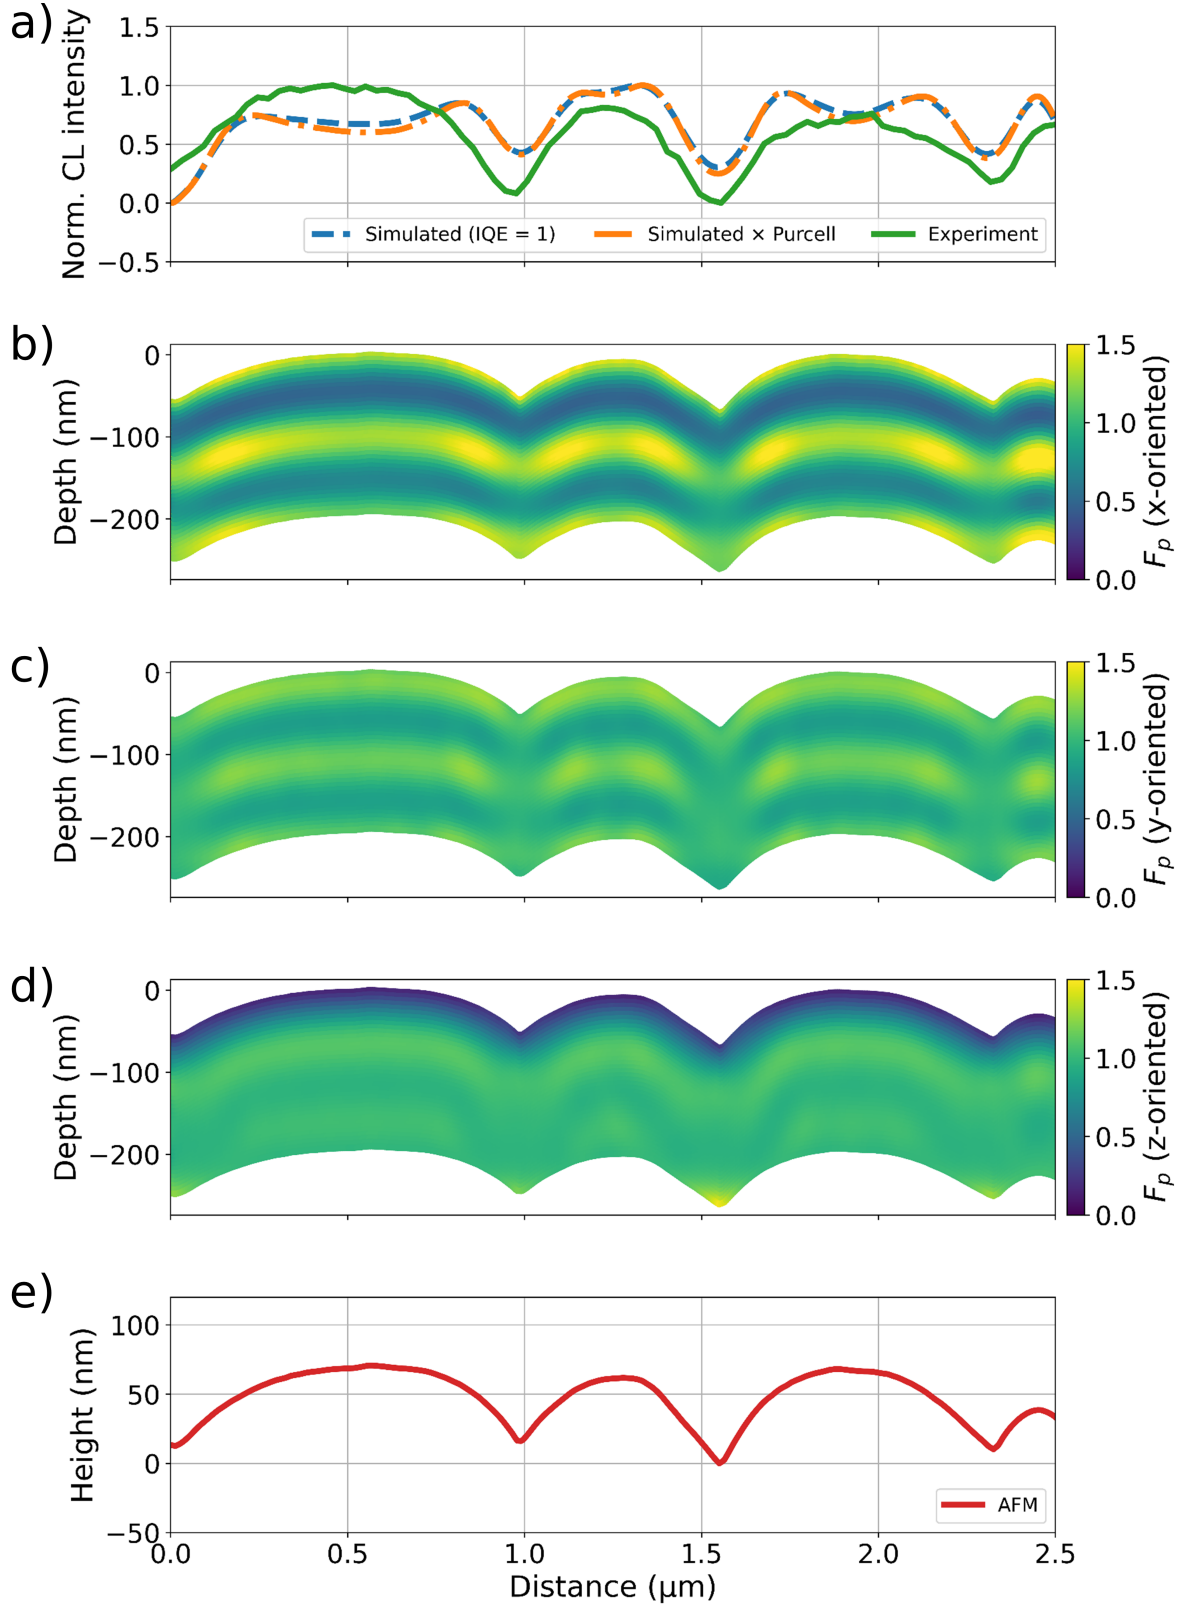 a)
Norm. CL intensity
1.5
1.0
0.5
0.0
−0.5
Simulated (IQE = 1)
Simulated × Purcell
Experiment
b)
Depth (nm)
0
−100
−200
1.5
1.0
0.5
0.0
Fp (x-oriented)
c)
Depth (nm)
0
−100
−200
1.5
1.0
0.5
0.0
Fp (y-oriented)
d)
Depth (nm)
0
−100
−200
1.5
1.0
0.5
0.0
Fp (z-oriented)
e)
Height (nm)
100
50
0
−50
AFM
0.0 0.5 1.0 1.5 2.0 2.5
Distance (μm)